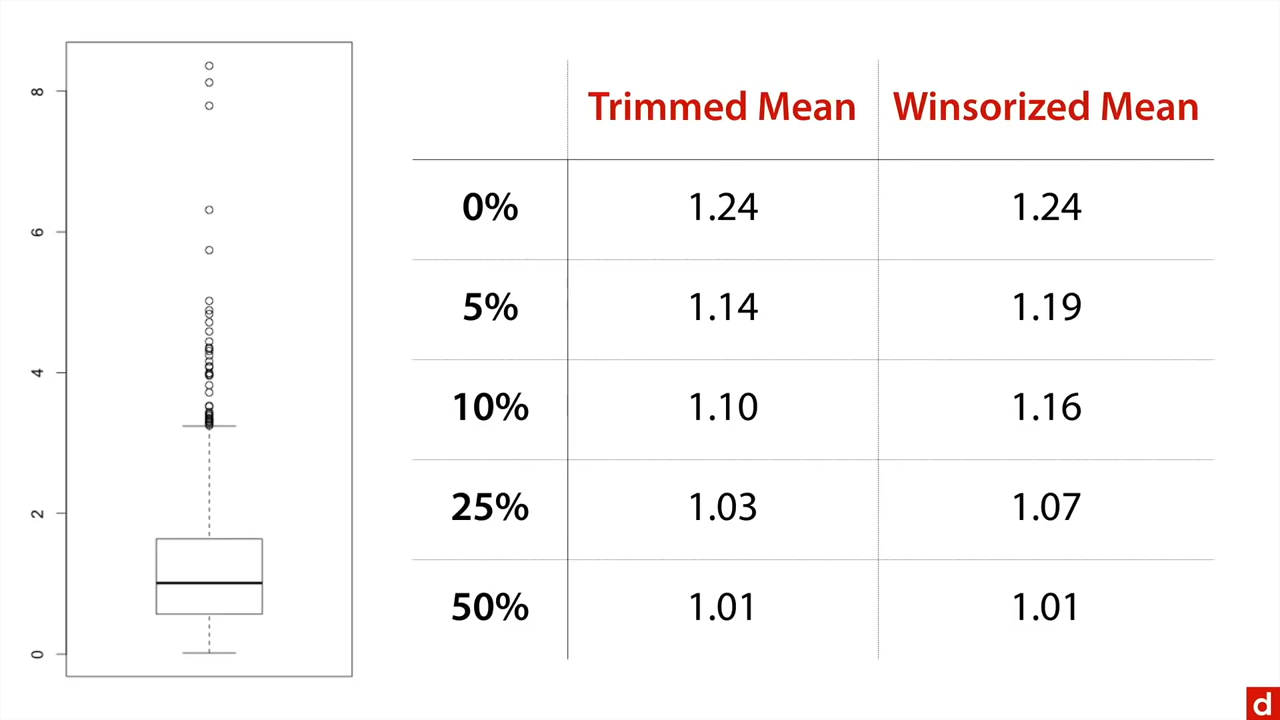 8
6
4
2
0
Trimmed Mean Winsorized Mean
0% 1.24 1.24
5% 1.14 1.19
10% 1.10 1.16
25% 1.03 1.07
50% 1.01 1.01
d